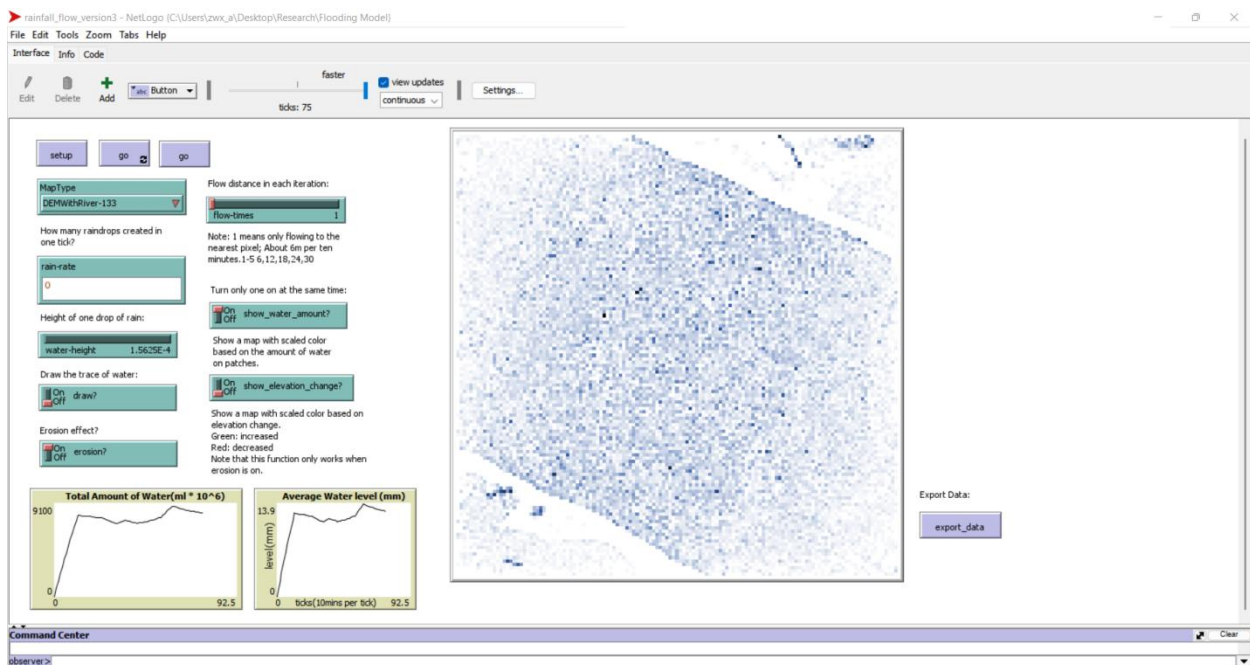 rainfall_flow_version3 - NetLogo {C:\Users\zwx_a\Desktop\Research\Flooding Model}
File Edit Tools Zoom Tabs Help
Interface Info Code
Edit Delete Add abc Button faster ticks: 75 view updates continuous Settings...
setup go go
MapType
DEMWithRiver-133
How many raindrops created in
one tick?
rain-rate
0
Height of one drop of rain:
water-height 1.5625E-4
Draw the trace of water:
On
Off draw?
Erosion effect?
On
Off erosion?
Flow distance in each iteration:
flow-times 1
Note: 1 means only flowing to the
nearest pixel; About 6m per ten
minutes.1-5 6,12,18,24,30
Turn only one on at the same time:
On
Off show_water_amount?
Show a map with scaled color
based on the amount of water
on patches.
On
Off show_elevation_change?
Show a map with scaled color based on
elevation change.
Green: increased
Red: decreased
Note that this function only works when
erosion is on.
Total Amount of Water(ml * 10^6)
9100
0
0 92.5
Average Water level (mm)
13.9
level(mm)
0
0 ticks(10mins per tick) 92.5
Export Data:
export_data
Command Center Clear
observer>